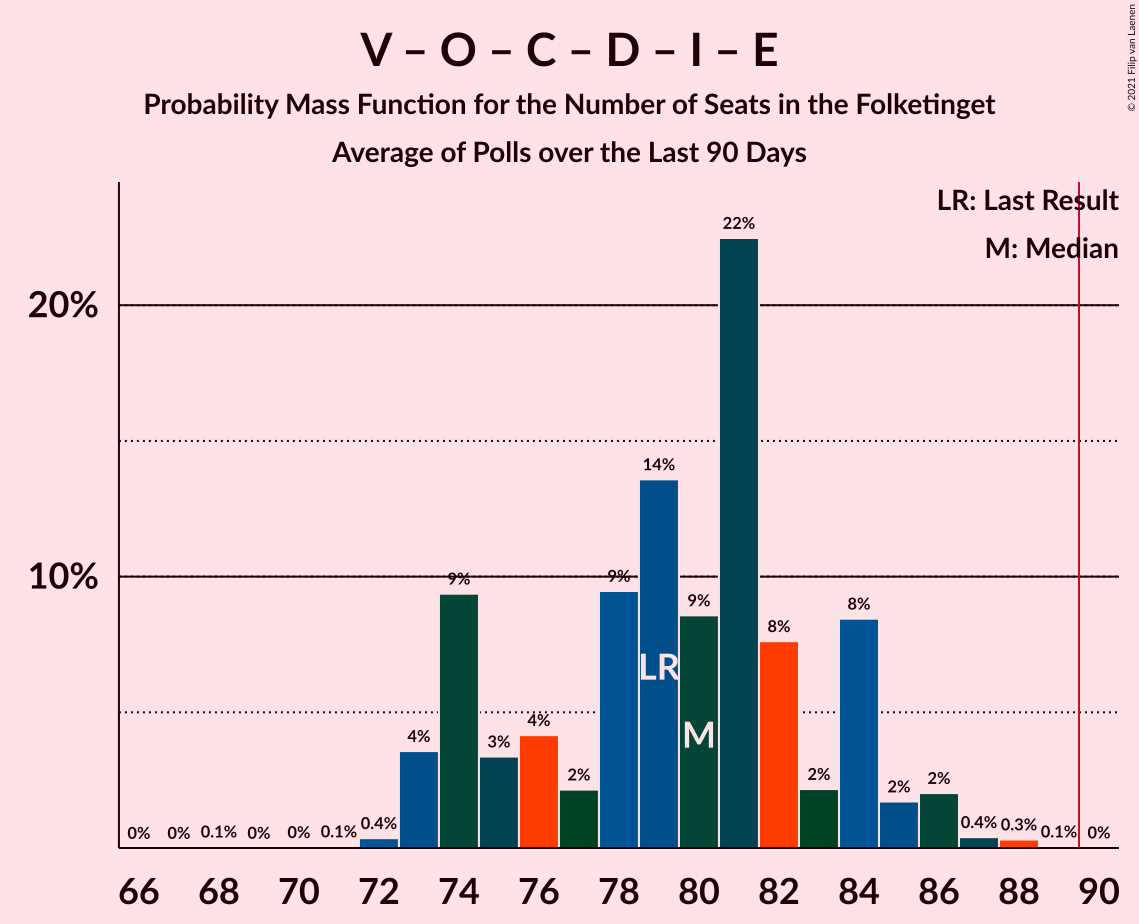 V – O – C – D – I – E
Probability Mass Function for the Number of Seats in the Folketinget
Average of Polls over the Last 90 Days
© 2021 Filip van Laenen
LR: Last Result
M: Median
22%
20%
14%
10%
9% 9%
9%
8%
8%
LR
4%
M
4%
3%
2% 2%
2%
2%
0% 0% 0.1% 0% 0% 0.1% 0.4% 0.4% 0.3% 0.1% 0%
66 68 70 72 74 76 78 80 82 84 86 88 90